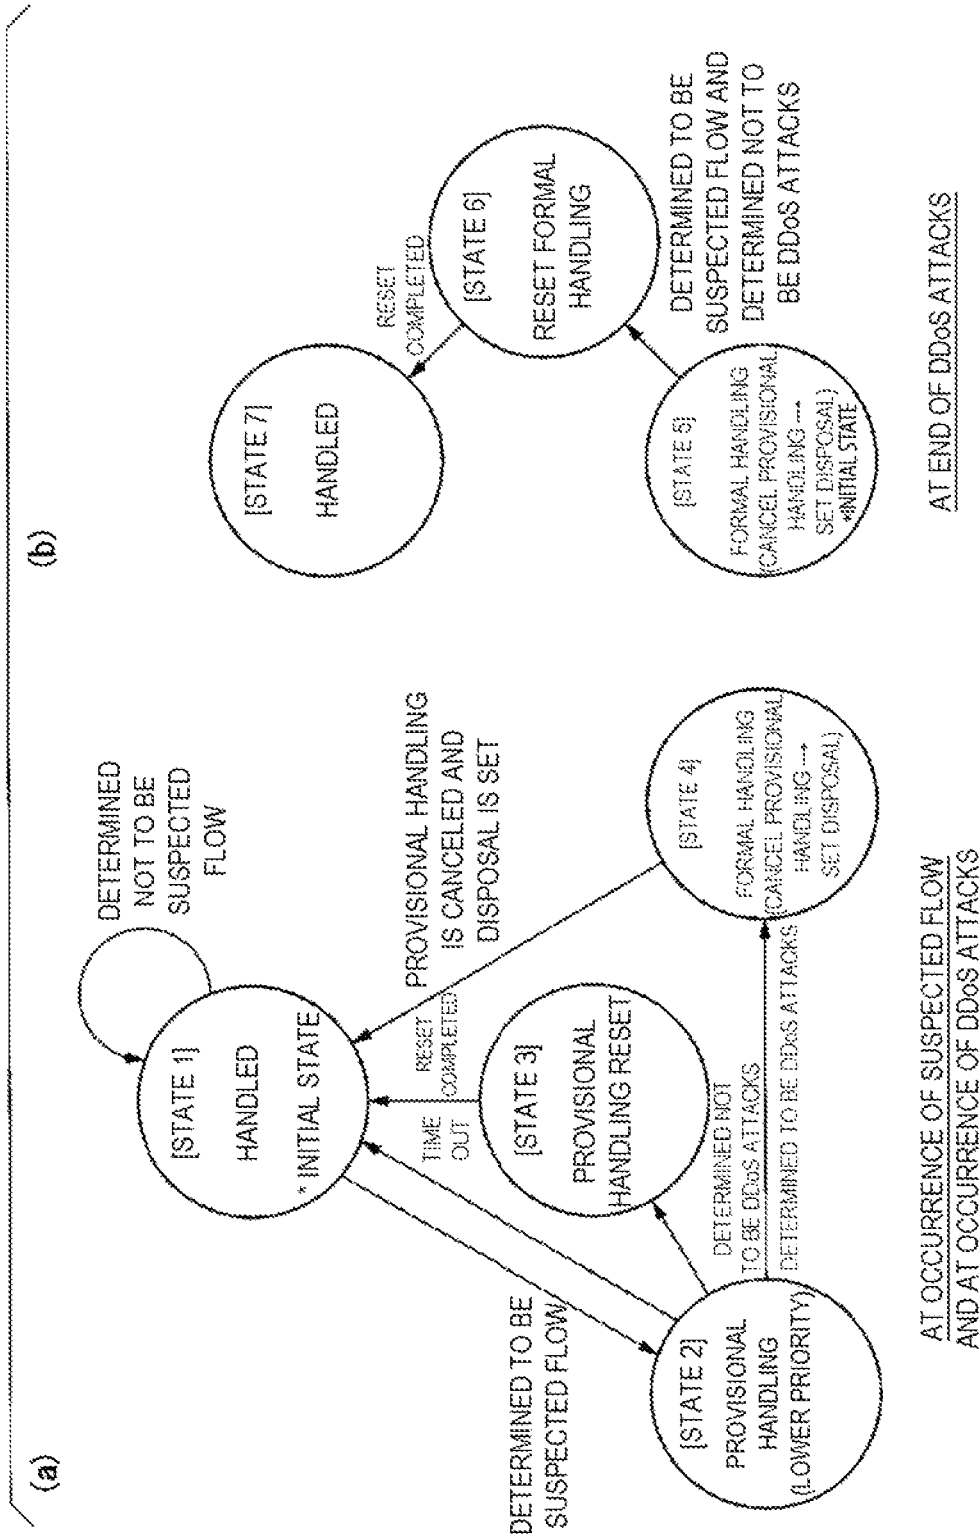 (a)
DETERMINED
NOT TO BE
SUSPECTED
FLOW
[STATE 1]
HANDLED
* INITIAL STATE
DETERMINED TO BE
SUSPECTED FLOW
TIME
OUT
RESET
COMPLETED
PROVISIONAL HANDLING
IS CANCELED AND
DISPOSAL IS SET
[STATE 3]
PROVISIONAL
HANDLING RESET
[STATE 2]
PROVISIONAL
HANDLING
(LOWER PRIORITY)
DETERMINED NOT
TO BE DDoS ATTACKS
DETERMINED TO BE DDoS ATTACKS
[STATE 4]
FORMAL HANDLING
(CANCEL PROVISIONAL
HANDLING →
SET DISPOSAL)
AT OCCURRENCE OF SUSPECTED FLOW
AND AT OCCURRENCE OF DDoS ATTACKS
(b)
[STATE 7]
HANDLED
RESET
COMPLETED
[STATE 6]
RESET FORMAL
HANDLING
[STATE 5]
FORMAL HANDLING
(CANCEL PROVISIONAL
HANDLING →
SET DISPOSAL)
*INITIAL STATE
DETERMINED TO BE
SUSPECTED FLOW AND
DETERMINED NOT TO
BE DDoS ATTACKS
AT END OF DDoS ATTACKS